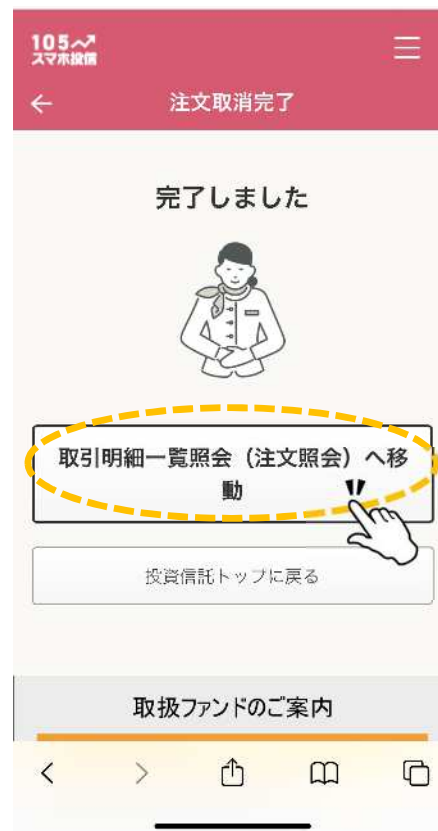 105
スマホ投信
注文取消完了
完了しました
取引明細一覧照会（注文照会）へ移
動
投資信託トップに戻る
取扱ファンドのご案内